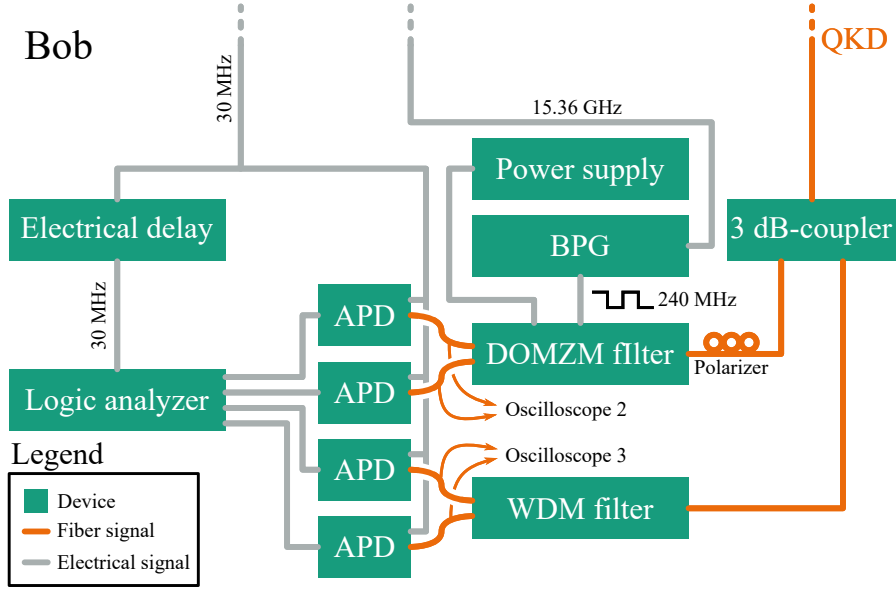 Bob
QKD
30 MHz
15.36 GHz
Power supply
Electrical delay
BPG
3 dB-coupler
240 MHz
30 MHz
APD
DOMZM fIlter
Polarizer
Logic analyzer
APD
Oscilloscope 2
APD
Oscilloscope 3
WDM filter
APD
Legend
Device
Fiber signal
Electrical signal